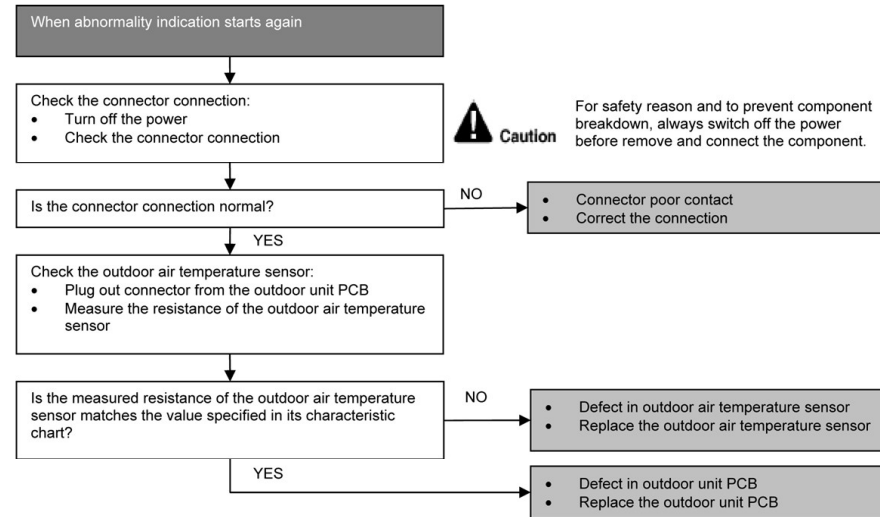 When abnormality indication starts again
Check the connector connection:
• Turn off the power
• Check the connector connection
Caution
For safety reason and to prevent component
breakdown, always switch off the power
before remove and connect the component.
Is the connector connection normal?
NO
• Connector poor contact
• Correct the connection
YES
Check the outdoor air temperature sensor:
• Plug out connector from the outdoor unit PCB
• Measure the resistance of the outdoor air temperature
sensor
Is the measured resistance of the outdoor air temperature
sensor matches the value specified in its characteristic
chart?
NO
• Defect in outdoor air temperature sensor
• Replace the outdoor air temperature sensor
YES
• Defect in outdoor unit PCB
• Replace the outdoor unit PCB